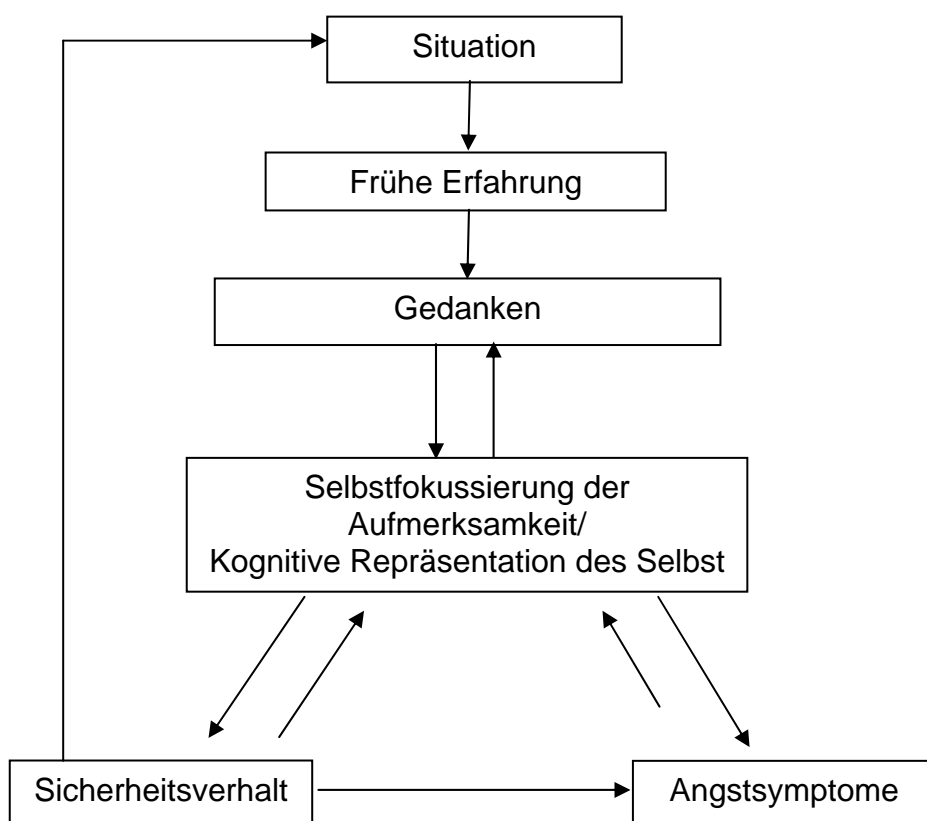 Situation
Frühe Erfahrung
Gedanken
Selbstfokussierung der
Aufmerksamkeit/
Kognitive Repräsentation des Selbst
Sicherheitsverhalt
Angstsymptome